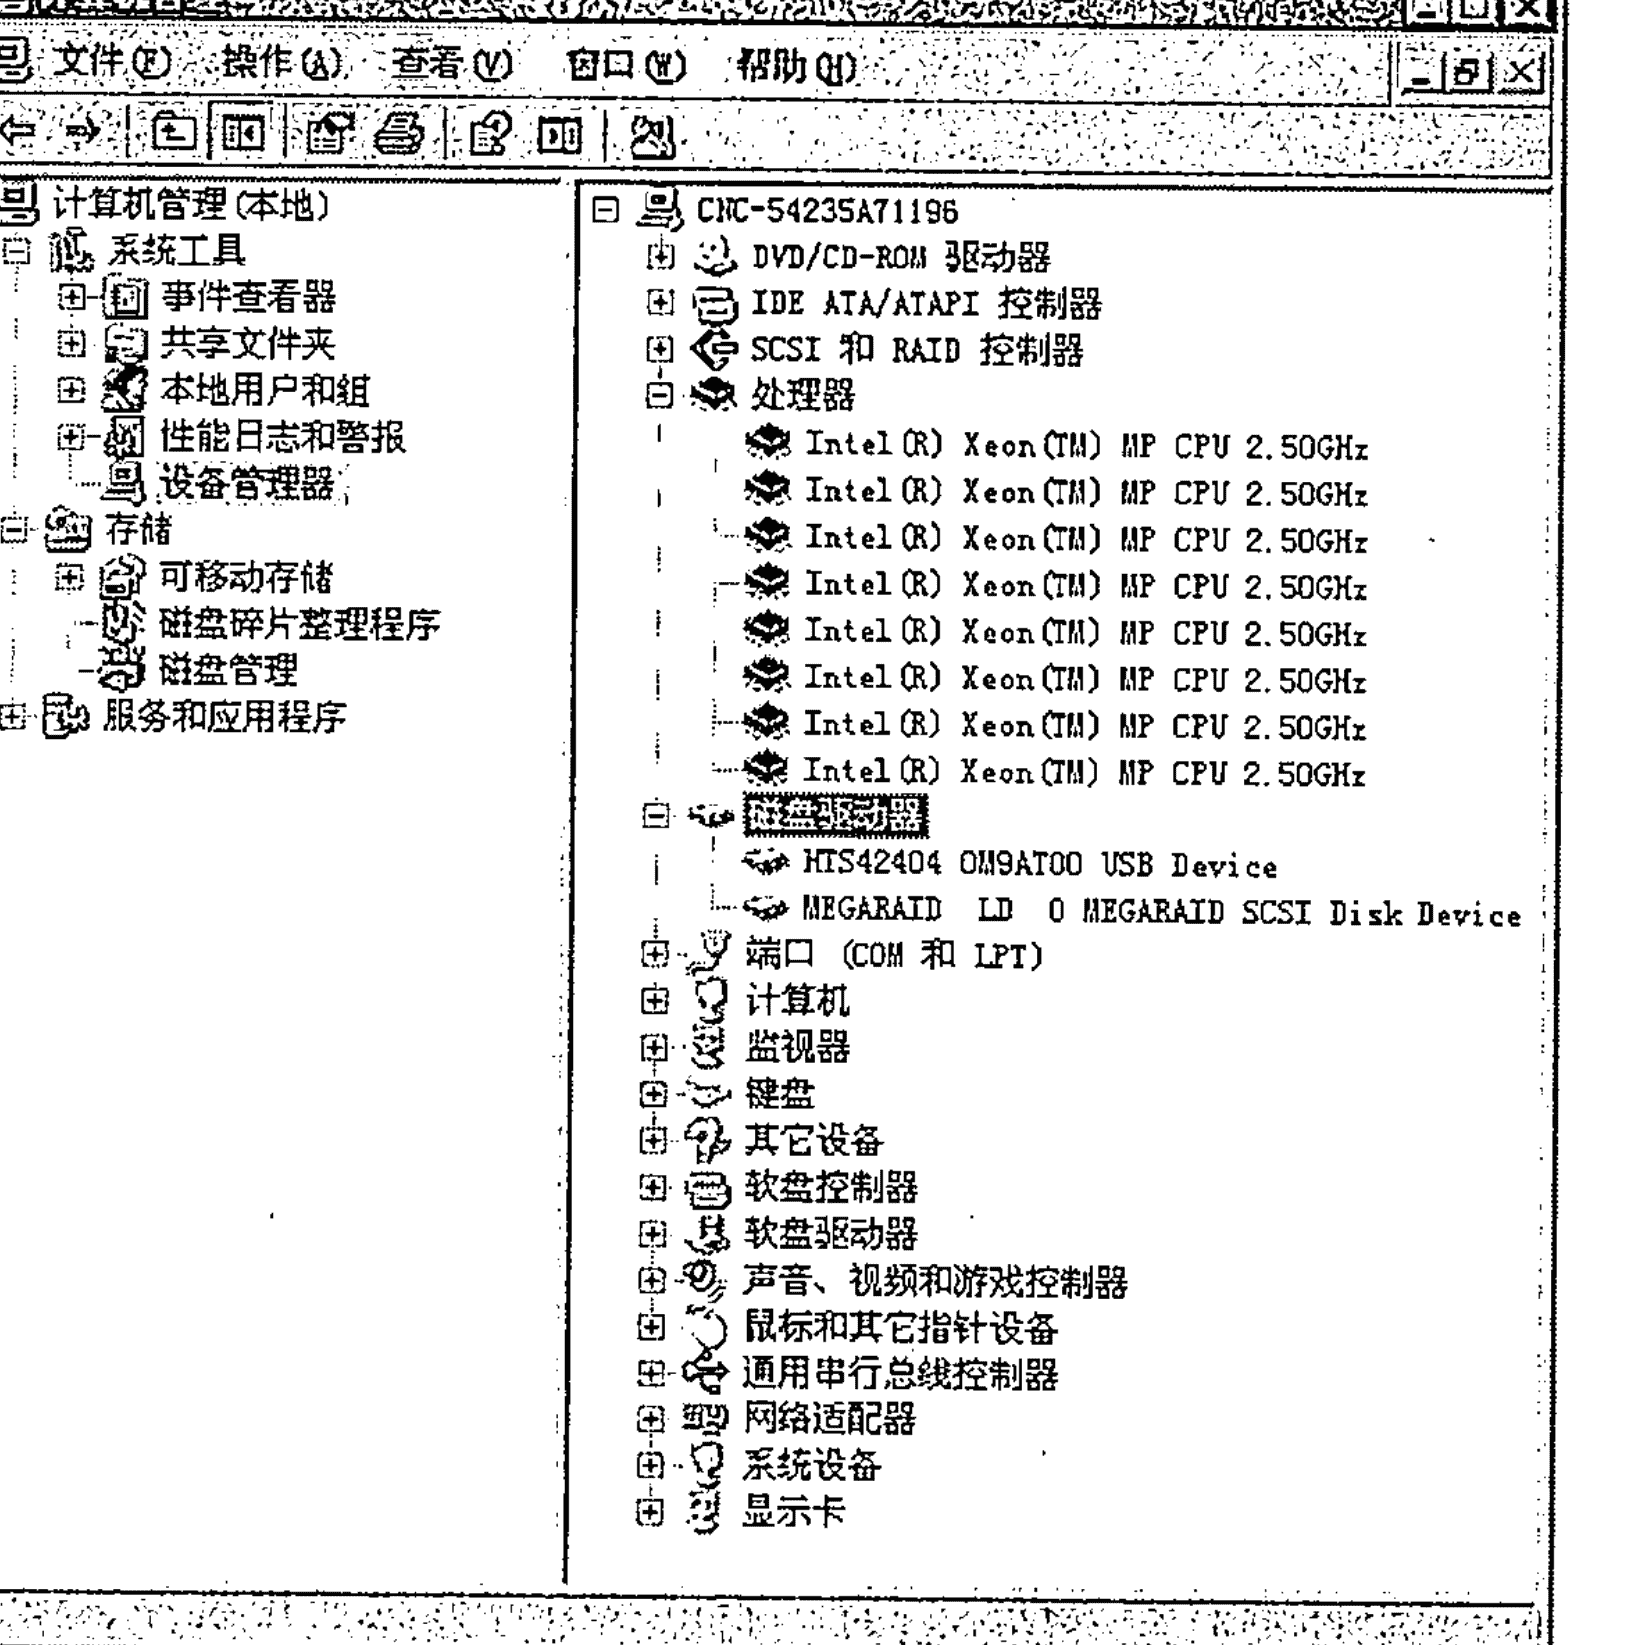 文件(F) 操作(A) 查看(V) 窗口(W) 帮助(H)
计算机管理(本地)
系统工具
事件查看器
共享文件夹
本地用户和组
性能日志和警报
设备管理器
存储
可移动存储
磁盘碎片整理程序
磁盘管理
服务和应用程序
CNC-54235A71196
DVD/CD-ROM 驱动器
IDE ATA/ATAPI 控制器
SCSI 和 RAID 控制器
处理器
Intel(R) Xeon(TM) MP CPU 2.50GHz
Intel(R) Xeon(TM) MP CPU 2.50GHz
Intel(R) Xeon(TM) MP CPU 2.50GHz
Intel(R) Xeon(TM) MP CPU 2.50GHz
Intel(R) Xeon(TM) MP CPU 2.50GHz
Intel(R) Xeon(TM) MP CPU 2.50GHz
Intel(R) Xeon(TM) MP CPU 2.50GHz
Intel(R) Xeon(TM) MP CPU 2.50GHz
磁盘驱动器
HTS42404 0M9AT00 USB Device
MEGARAID LD 0 MEGARAID SCSI Disk Device
端口 (COM 和 LPT)
计算机
监视器
键盘
其它设备
软盘控制器
软盘驱动器
声音、视频和游戏控制器
鼠标和其它指针设备
通用串行总线控制器
网络适配器
系统设备
显示卡